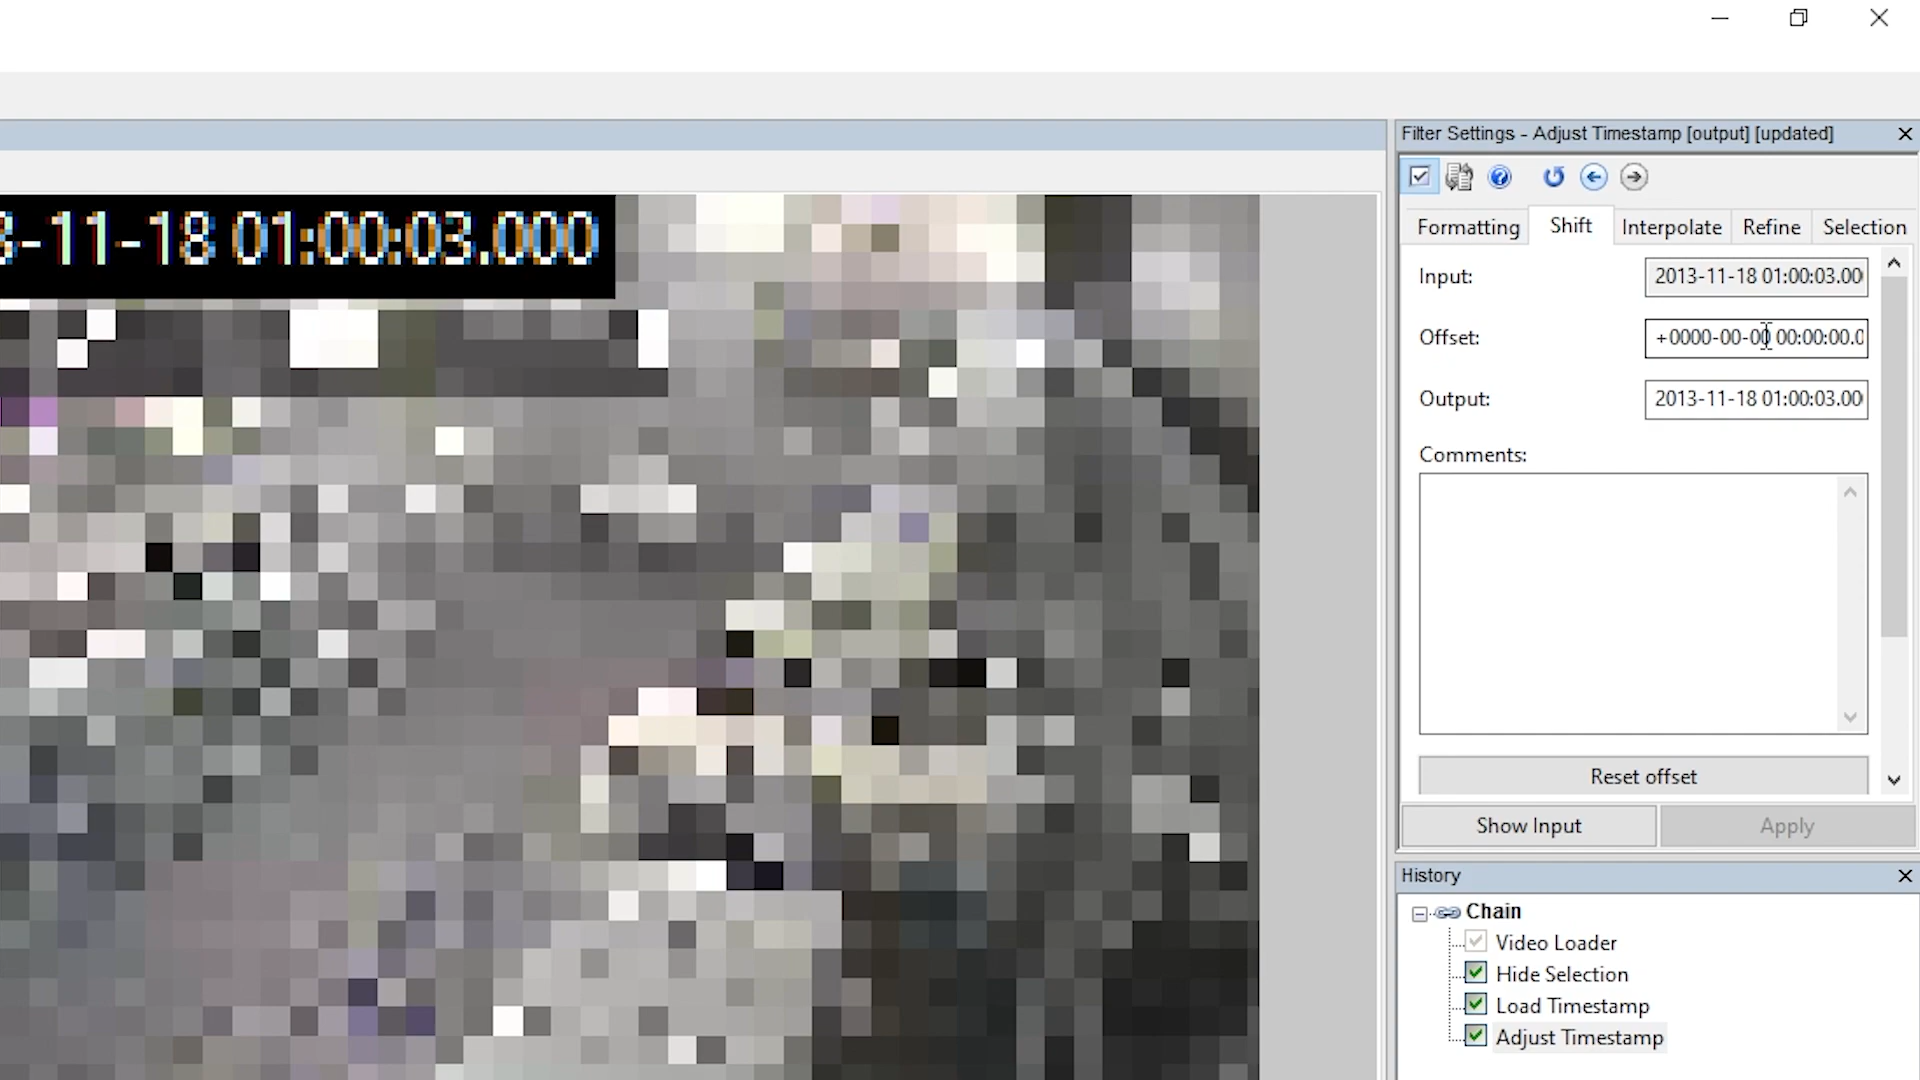 Filter Settings - Adjust Timestamp [output] [updated]
Formatting Shift Interpolate Refine Selection
3-11-18 01:00:03.000
Input: 2013-11-18 01:00:03.00
Offset: +0000-00-00 00:00:00.0
Output: 2013-11-18 01:00:03.00
Comments:
Reset offset
Show Input Apply
History
Chain
Video Loader
Hide Selection
Load Timestamp
Adjust Timestamp